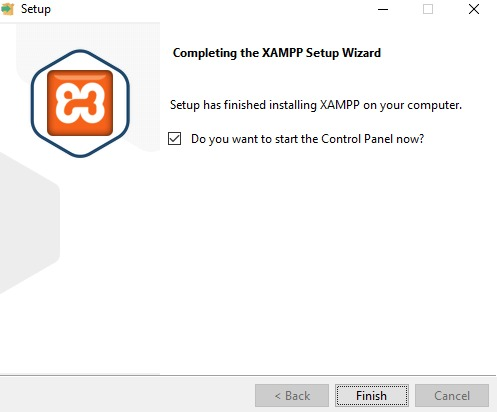 Setup
Completing the XAMPP Setup Wizard
Setup has finished installing XAMPP on your computer.
Do you want to start the Control Panel now?
< Back
Finish
Cancel